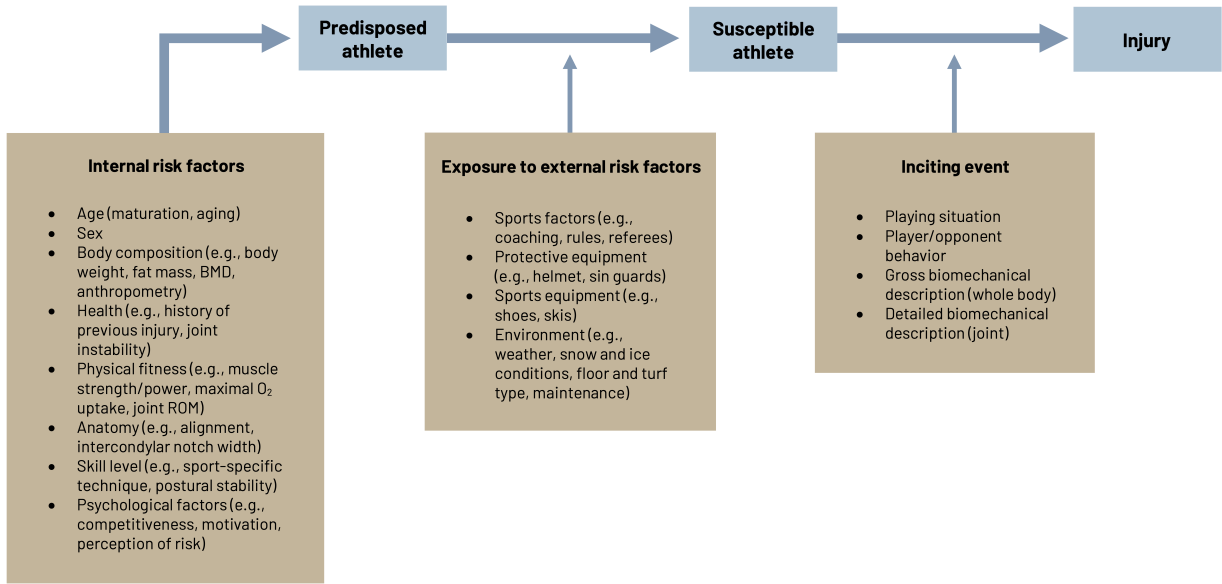 Predisposed
athlete
Susceptible
athlete
Injury
Internal risk factors
• Age (maturation, aging)
• Sex
• Body composition (e.g., body
weight, fat mass, BMD,
anthropometry)
• Health (e.g., history of
previous injury, joint
instability)
• Physical fitness (e.g., muscle
strength/power, maximal O₂
uptake, joint ROM)
• Anatomy (e.g., alignment,
intercondylar notch width)
• Skill level (e.g., sport-specific
technique, postural stability)
• Psychological factors (e.g.,
competitiveness, motivation,
perception of risk)
Exposure to external risk factors
• Sports factors (e.g.,
coaching, rules, referees)
• Protective equipment
(e.g., helmet, sin guards)
• Sports equipment (e.g.,
shoes, skis)
• Environment (e.g.,
weather, snow and ice
conditions, floor and turf
type, maintenance)
Inciting event
• Playing situation
• Player/opponent
behavior
• Gross biomechanical
description (whole body)
• Detailed biomechanical
description (joint)